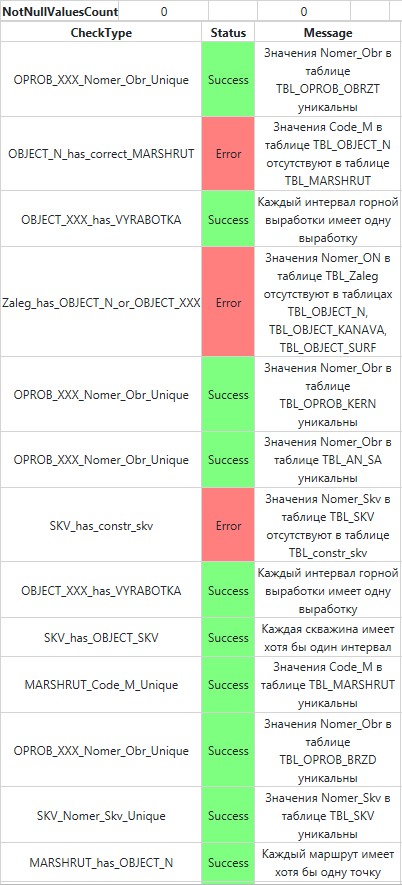 NotNullValuesCount 0 0
CheckType Status Message
OPROB_XXX_Nomer_Obr_Unique Success Значения Nomer_Obr в
таблице
TBL_OPROB_OBRZT
уникальны
OBJECT_N_has_correct_MARSHRUT Error Значения Code_M в
таблице TBL_OBJECT_N
отсутствуют в таблице
TBL_MARSHRUT
OBJECT_XXX_has_VYRABOTKA Success Каждый интервал горной
выработки имеет одну
выработку
Zaleg_has_OBJECT_N_or_OBJECT_XXX Error Значения Nomer_ON в
таблице TBL_Zaleg
отсутствуют в таблицах
TBL_OBJECT_N,
TBL_OBJECT_KANAVA,
TBL_OBJECT_SURF
OPROB_XXX_Nomer_Obr_Unique Success Значения Nomer_Obr в
таблице
TBL_OPROB_KERN
уникальны
OPROB_XXX_Nomer_Obr_Unique Success Значения Nomer_Obr в
таблице TBL_AN_SA
уникальны
SKV_has_constr_skv Error Значения Nomer_Skv в
таблице TBL_SKV
отсутствуют в таблице
TBL_constr_skv
OBJECT_XXX_has_VYRABOTKA Success Каждый интервал горной
выработки имеет одну
выработку
SKV_has_OBJECT_SKV Success Каждая скважина имеет
хотя бы один интервал
MARSHRUT_Code_M_Unique Success Значения Code_M в
таблице TBL_MARSHRUT
уникальны
OPROB_XXX_Nomer_Obr_Unique Success Значения Nomer_Obr в
таблице
TBL_OPROB_BRZD
уникальны
SKV_Nomer_Skv_Unique Success Значения Nomer_Skv в
таблице TBL_SKV
уникальны
MARSHRUT_has_OBJECT_N Success Каждый маршрут имеет
хотя бы одну точку